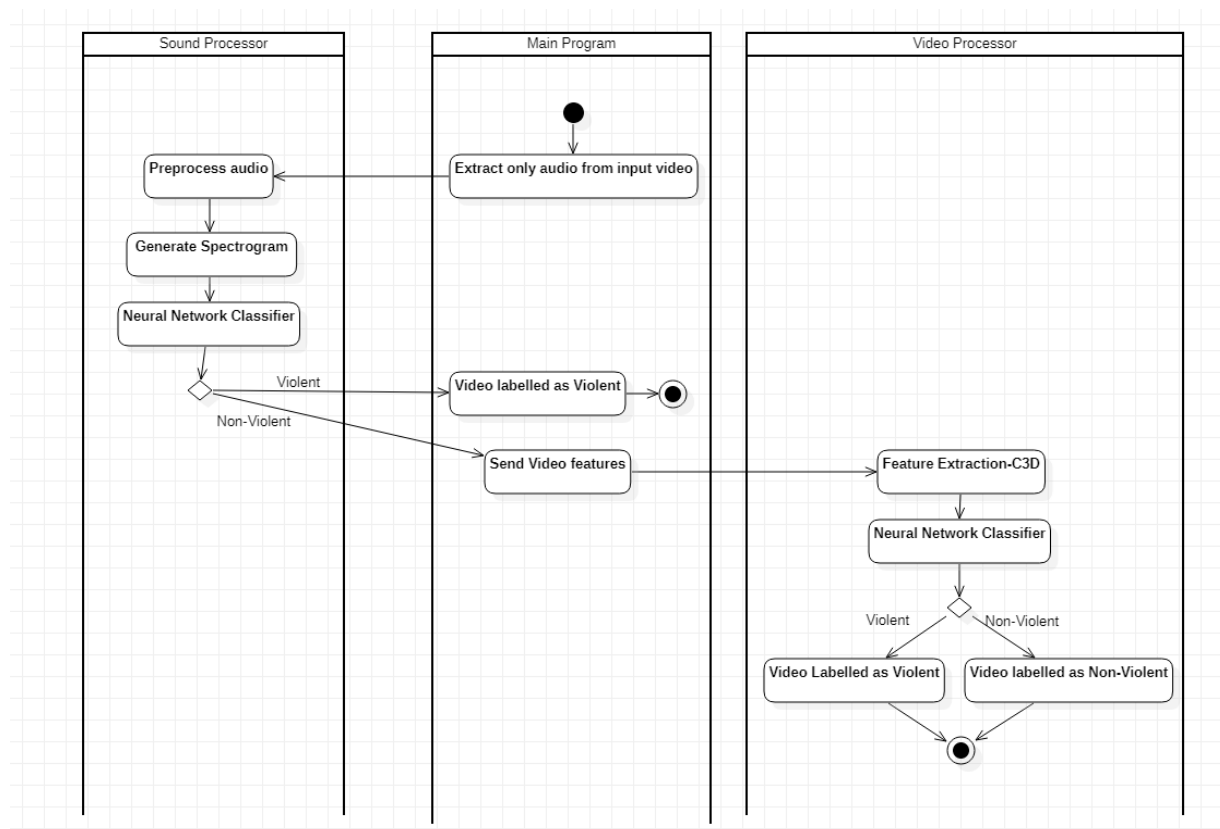 Sound Processor
Main Program
Video Processor
Preprocess audio
Extract only audio from input video
Generate Spectrogram
Neural Network Classifier
Violent
Video labelled as Violent
Non-Violent
Send Video features
Feature Extraction-C3D
Neural Network Classifier
Violent
Non-Violent
Video Labelled as Violent
Video labelled as Non-Violent